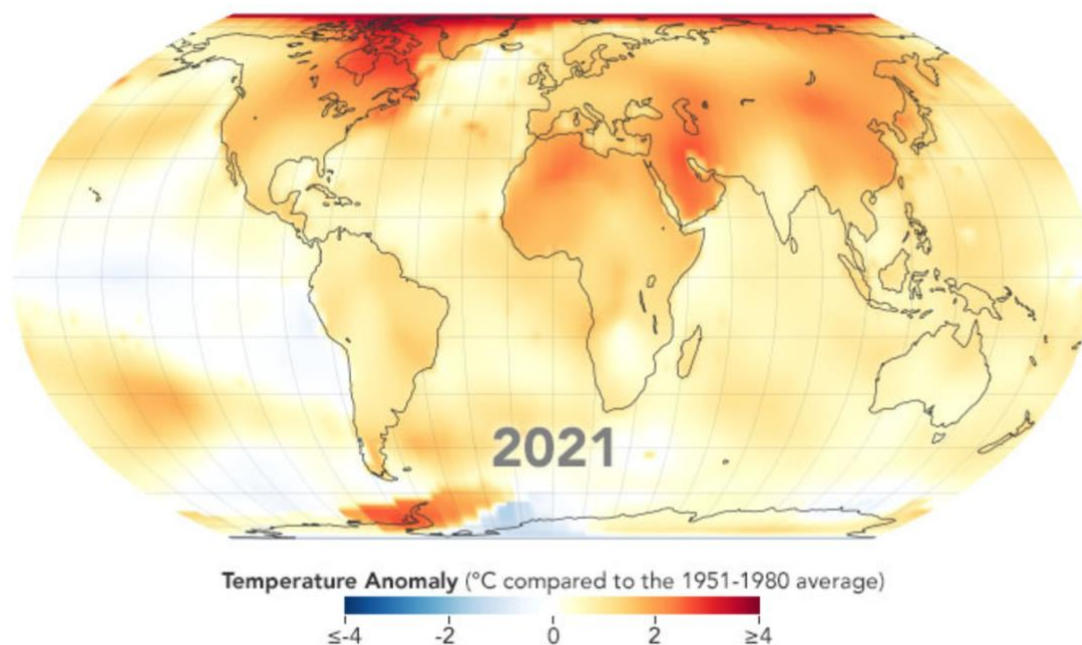 2021
Temperature Anomaly (°C compared to the 1951-1980 average)
≤-4 -2 0 2 ≥4